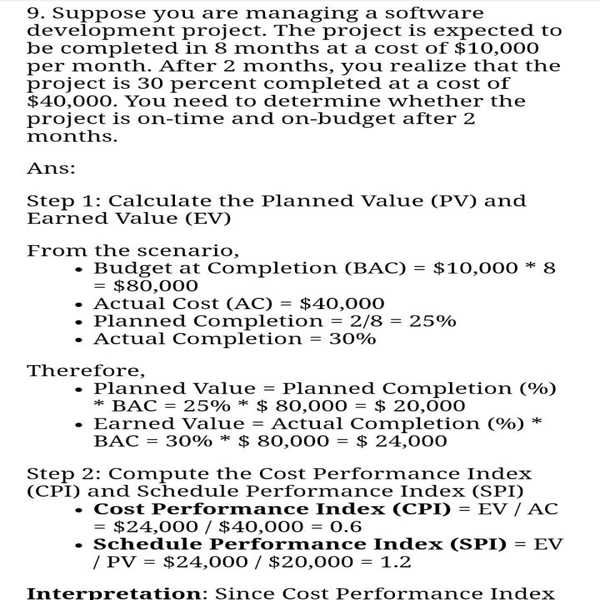 9. Suppose you are managing a software
development project. The project is expected to
be completed in 8 months at a cost of $10,000
per month. After 2 months, you realize that the
project is 30 percent completed at a cost of
$40,000. You need to determine whether the
project is on-time and on-budget after 2
months.
Ans:
Step 1: Calculate the Planned Value (PV) and
Earned Value (EV)
From the scenario,
• Budget at Completion (BAC) = $10,000 * 8
= $80,000
• Actual Cost (AC) = $40,000
• Planned Completion = 2/8 = 25%
• Actual Completion = 30%
Therefore,
• Planned Value = Planned Completion (%)
* BAC = 25% * $ 80,000 = $ 20,000
• Earned Value = Actual Completion (%) *
BAC = 30% * $ 80,000 = $ 24,000
Step 2: Compute the Cost Performance Index
(CPI) and Schedule Performance Index (SPI)
• Cost Performance Index (CPI) = EV / AC
= $24,000 / $40,000 = 0.6
• Schedule Performance Index (SPI) = EV
/ PV = $24,000 / $20,000 = 1.2
Interpretation: Since Cost Performance Index